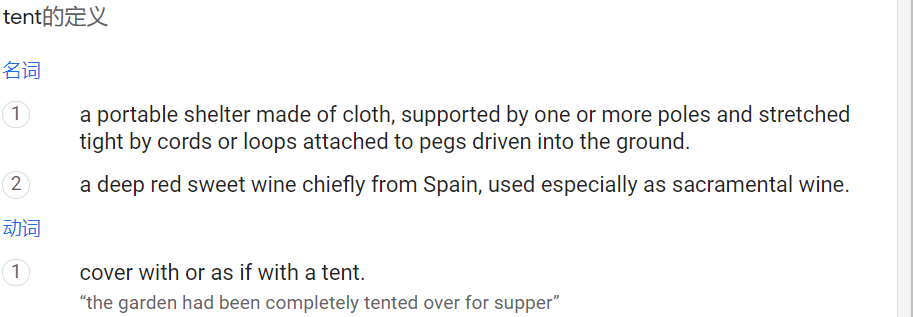 tent的定义
名词
1 a portable shelter made of cloth, supported by one or more poles and stretched
tight by cords or loops attached to pegs driven into the ground.
2 a deep red sweet wine chiefly from Spain, used especially as sacramental wine.
动词
1 cover with or as if with a tent.
“the garden had been completely tented over for supper”